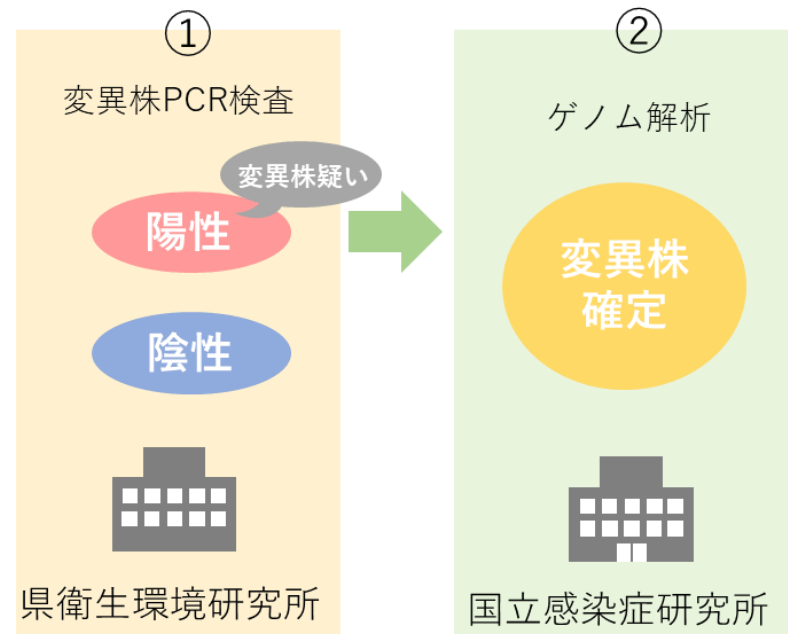 ①
変異株PCR検査
変異株疑い
陽性
陰性
県衛生環境研究所
②
ゲノム解析
変異株
確定
国立感染症研究所